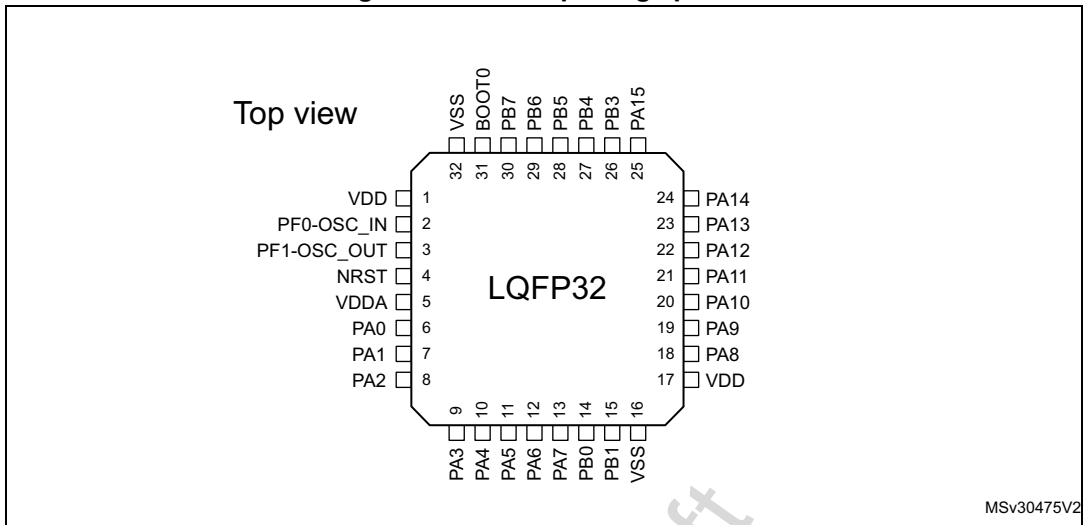 Top view
VSS
BOOT0
PB7
PB6
PB5
PB4
PB3
PA15
32
31
30
29
28
27
26
25
VDD 1
PF0-OSC_IN 2
PF1-OSC_OUT 3
NRST 4
VDDA 5
PA0 6
PA1 7
PA2 8
LQFP32
24 PA14
23 PA13
22 PA12
21 PA11
20 PA10
19 PA9
18 PA8
17 VDD
9
10
11
12
13
14
15
16
PA3
PA4
PA5
PA6
PA7
PB0
PB1
VSS
MSv30475V2